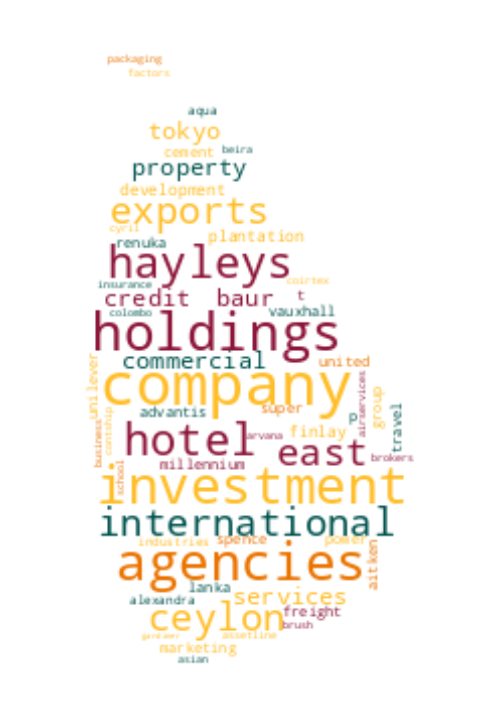 packaging
factors
aqua
tokyo
cement beira
property
development
exports
cyril
plantation
renuka
hayleys
insurance coirtex
credit baur t
colombo vauxhall
holdings
commercial united
unilever
company
airservices
group
advantis super p
travel
contship
hotel arvana finlay
business
east
millennium brokers
school
investment
international
industries spence power
agencies
aitken
lanka
alexandra services
ceylon freight
brush
gardiner assetline
marketing
asian